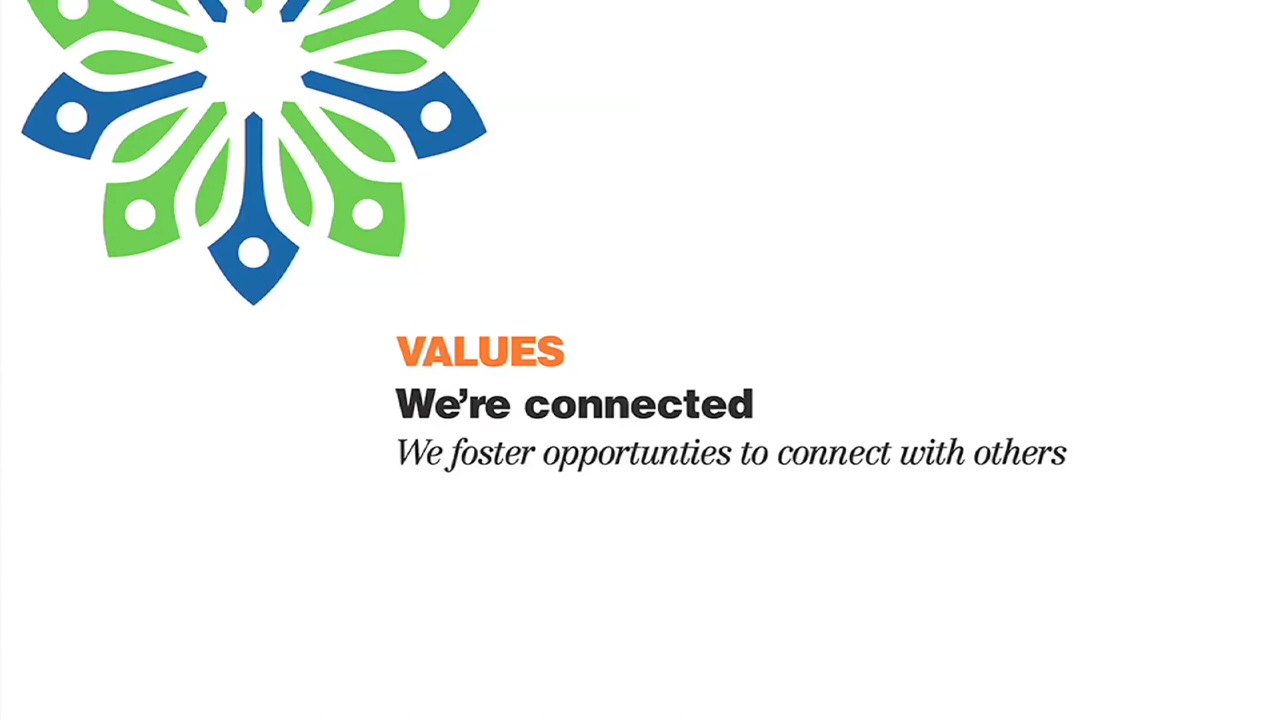 VALUES
We’re connected
We foster opportunties to connect with others